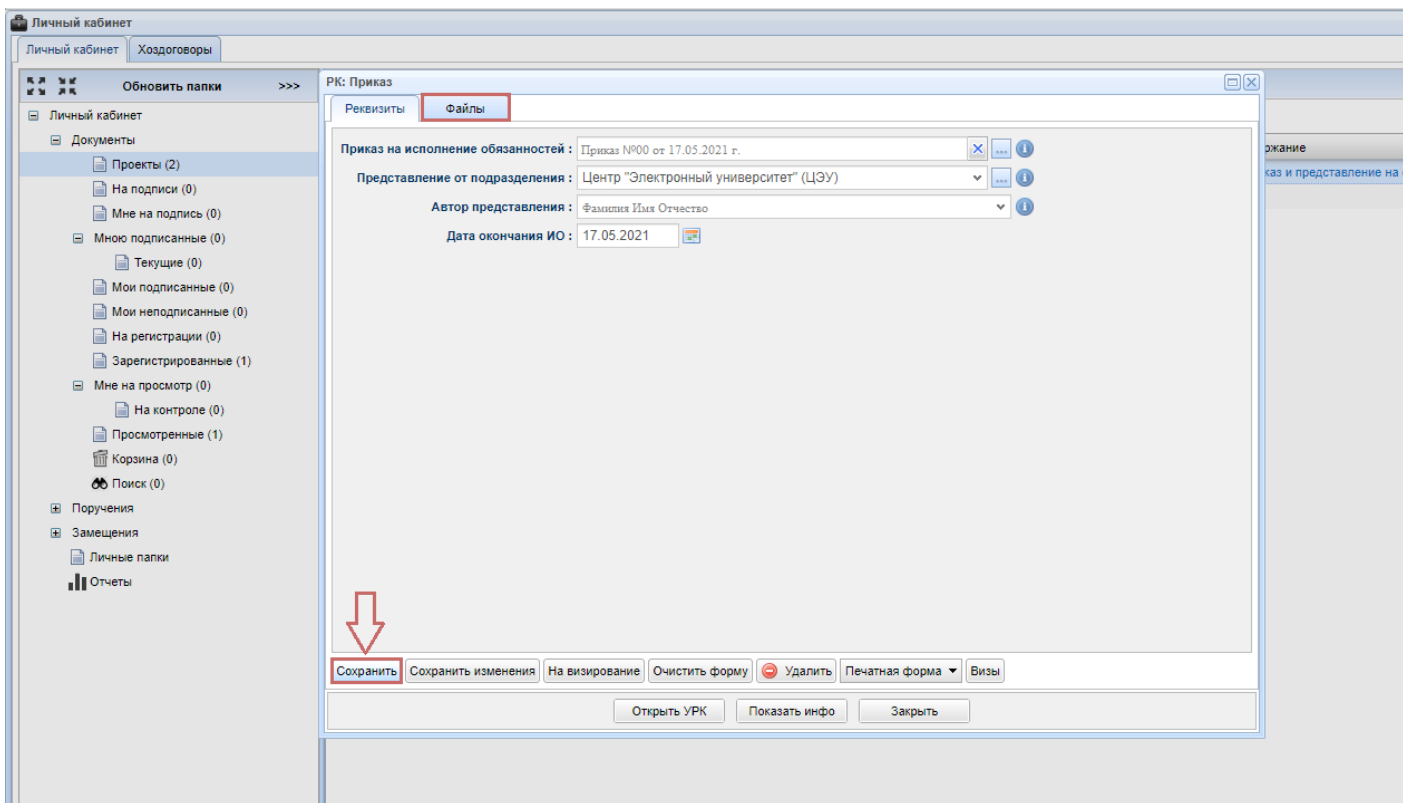 Личный кабинет
Личный кабинет Хоздоговоры
Обновить папки >>>
Личный кабинет
Документы
Проекты (2)
На подписи (0)
Мне на подпись (0)
Мною подписанные (0)
Текущие (0)
Мои подписанные (0)
Мои неподписанные (0)
На регистрации (0)
Зарегистрированные (1)
Мне на просмотр (0)
На контроле (0)
Просмотренные (1)
Корзина (0)
Поиск (0)
Поручения
Замещения
Личные папки
Отчеты
РК: Приказ
Реквизиты Файлы
Приказ на исполнение обязанностей : Приказ №00 от 17.05.2021 г.
Представление от подразделения : Центр "Электронный университет" (ЦЭУ)
Автор представления : Фамилия Имя Отчество
Дата окончания ИО : 17.05.2021
Сохранить Сохранить изменения На визирование Очистить форму Удалить Печатная форма Визы
Открыть УРК Показать инфо Закрыть
ржание
каз и представление на